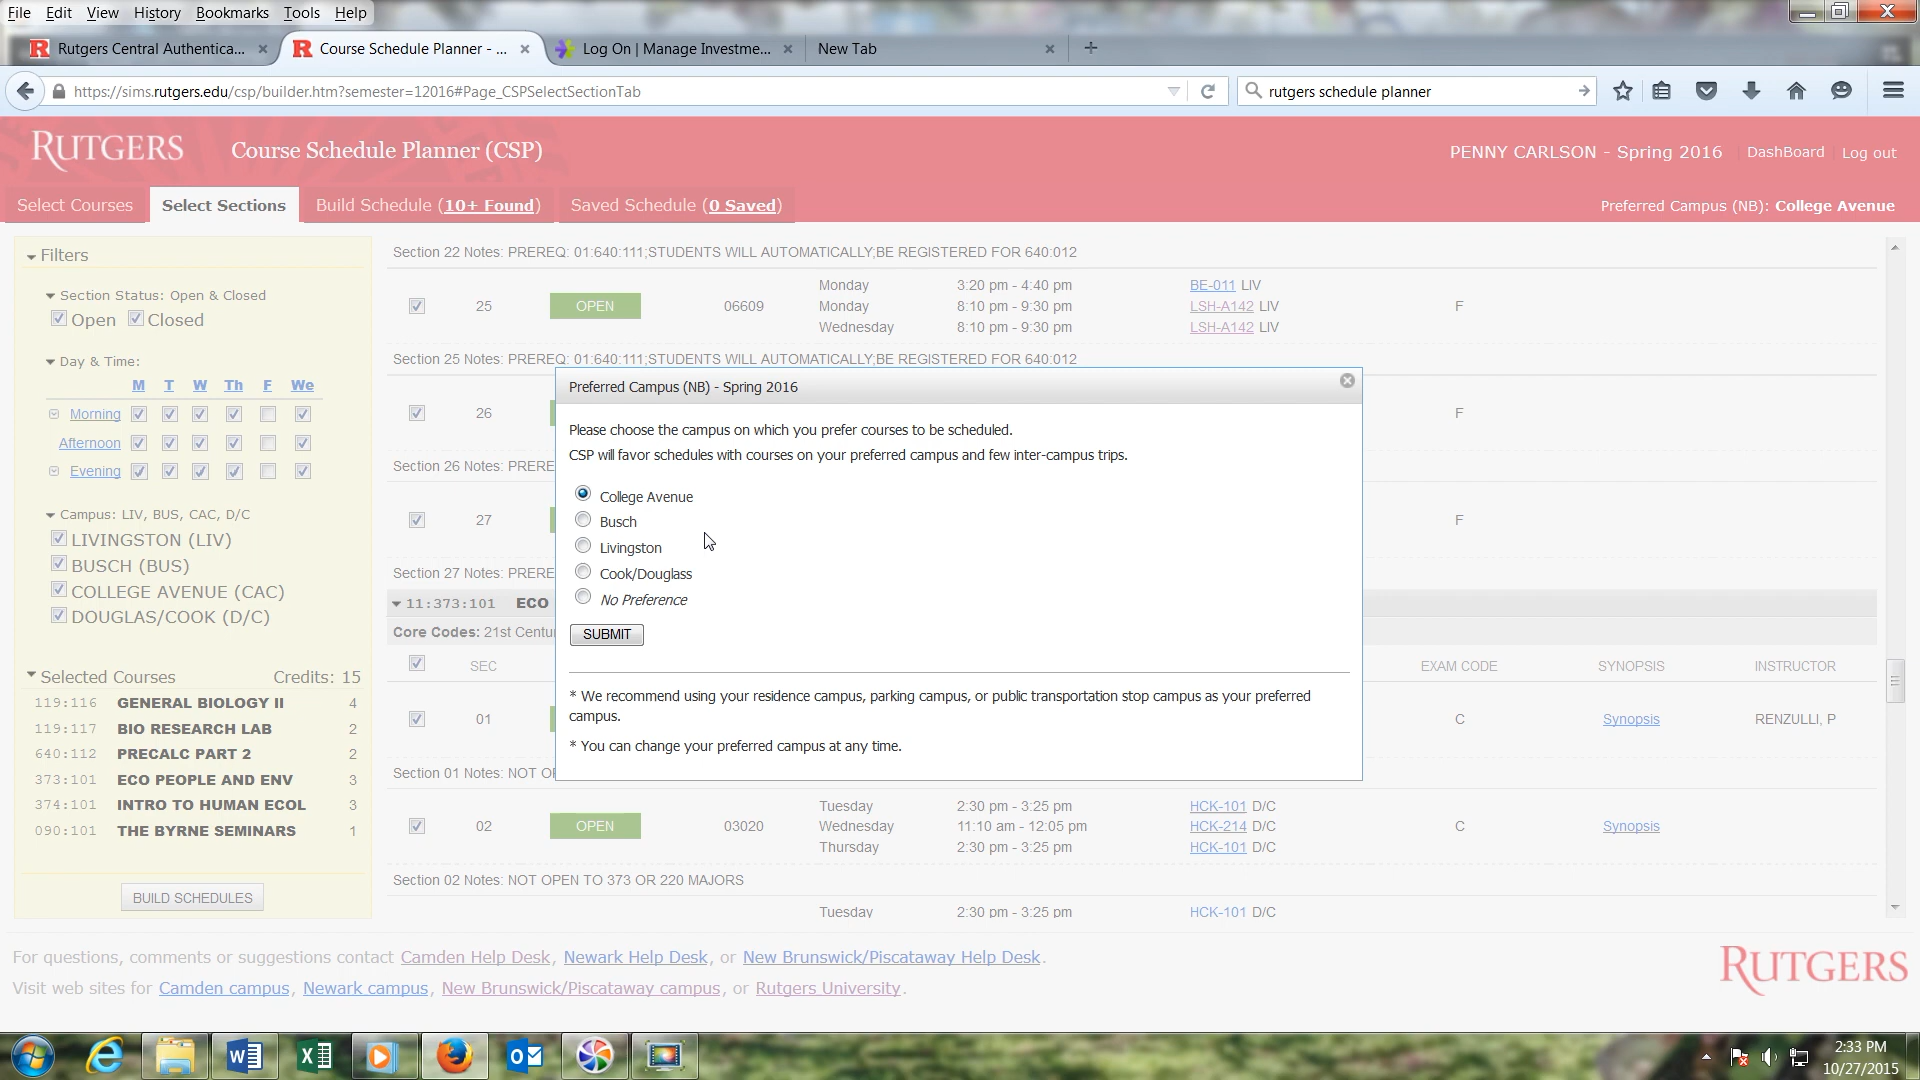 File Edit View History Bookmarks Tools Help
Rutgers Central Authentica... Course Schedule Planner - ... Log On | Manage Investme... New Tab
https://sims.rutgers.edu/csp/builder.htm?semester=12016#Page_CSPSelectSectionTab rutgers schedule planner
RUTGERS Course Schedule Planner (CSP) PENNY CARLSON - Spring 2016 DashBoard Log out
Select Courses Select Sections Build Schedule (10+ Found) Saved Schedule (0 Saved) Preferred Campus (NB): College Avenue
Filters
Section Status: Open & Closed
Open Closed
Day & Time:
M T W Th F We
Morning
Afternoon
Evening
Campus: LIV, BUS, CAC, D/C
LIVINGSTON (LIV)
BUSCH (BUS)
COLLEGE AVENUE (CAC)
DOUGLAS/COOK (D/C)
Selected Courses Credits: 15
119:116 GENERAL BIOLOGY II 4
119:117 BIO RESEARCH LAB 2
640:112 PRECALC PART 2 2
373:101 ECO PEOPLE AND ENV 3
374:101 INTRO TO HUMAN ECOL 3
090:101 THE BYRNE SEMINARS 1
BUILD SCHEDULES
Section 22 Notes: PREREQ: 01:640:111;STUDENTS WILL AUTOMATICALLY;BE REGISTERED FOR 640:012
Monday 3:20 pm - 4:40 pm BE-011 LIV
25 OPEN 06609 Monday 8:10 pm - 9:30 pm LSH-A142 LIV F
Wednesday 8:10 pm - 9:30 pm LSH-A142 LIV
Section 25 Notes: PREREQ: 01:640:111;STUDENTS WILL AUTOMATICALLY;BE REGISTERED FOR 640:012
26 F
Section 26 Notes: PRERE
27 F
Section 27 Notes: PRERE
11:373:101 ECO
Core Codes: 21st Centur
SEC EXAM CODE SYNOPSIS INSTRUCTOR
01 C Synopsis RENZULLI, P
Section 01 Notes: NOT OP
Tuesday 2:30 pm - 3:25 pm HCK-101 D/C
02 OPEN 03020 Wednesday 11:10 am - 12:05 pm HCK-214 D/C C Synopsis
Thursday 2:30 pm - 3:25 pm HCK-101 D/C
Section 02 Notes: NOT OPEN TO 373 OR 220 MAJORS
Tuesday 2:30 pm - 3:25 pm HCK-101 D/C
Preferred Campus (NB) - Spring 2016
Please choose the campus on which you prefer courses to be scheduled.
CSP will favor schedules with courses on your preferred campus and few inter-campus trips.
College Avenue
Busch
Livingston
Cook/Douglass
No Preference
SUBMIT
* We recommend using your residence campus, parking campus, or public transportation stop campus as your preferred
campus.
* You can change your preferred campus at any time.
For questions, comments or suggestions contact Camden Help Desk, Newark Help Desk, or New Brunswick/Piscataway Help Desk.
Visit web sites for Camden campus, Newark campus, New Brunswick/Piscataway campus, or Rutgers University.
RUTGERS
2:33 PM
10/27/2015